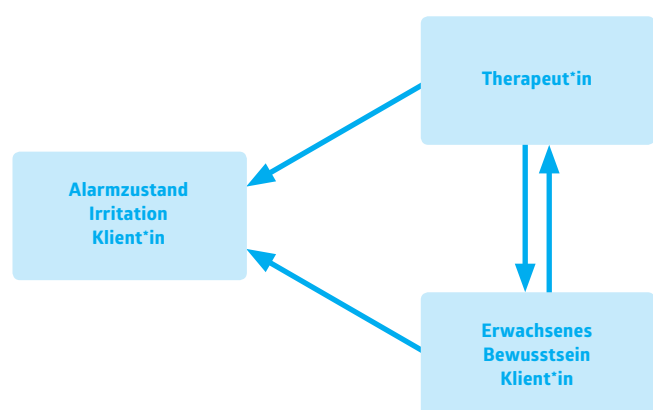 Therapeut*in
Alarmzustand
Irritation
Klient*in
Erwachsenes
Bewusstsein
Klient*in